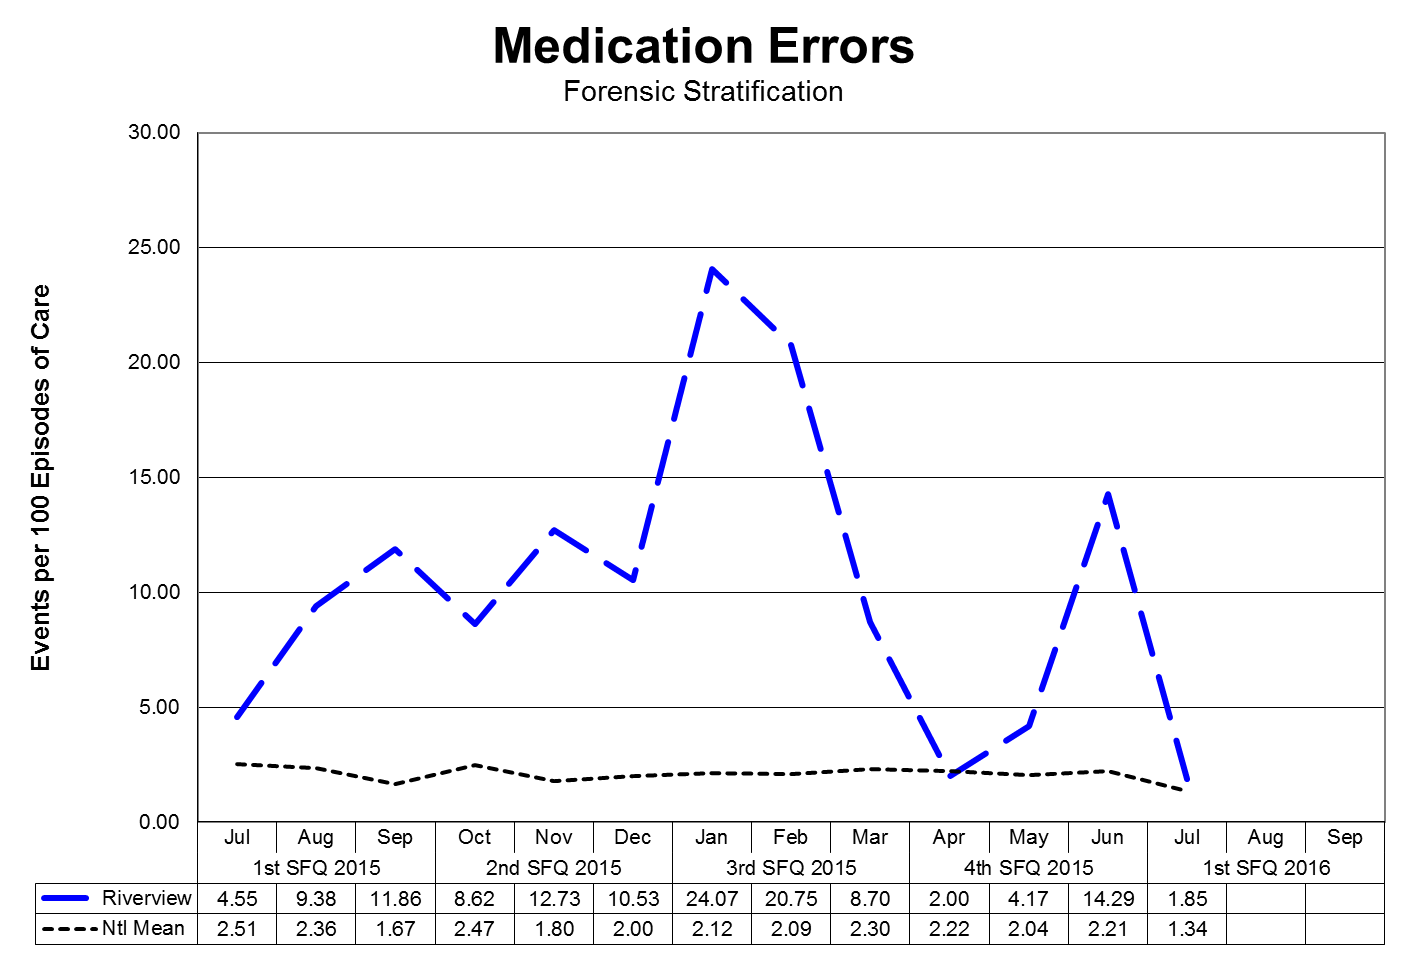 Medication Errors
Forensic Stratification
Events per 100 Episodes of Care
30.00
25.00
20.00
15.00
10.00
5.00
0.00
Jul Aug Sep Oct Nov Dec Jan Feb Mar Apr May Jun Jul Aug Sep
1st SFQ 2015 2nd SFQ 2015 3rd SFQ 2015 4th SFQ 2015 1st SFQ 2016
Riverview 4.55 9.38 11.86 8.62 12.73 10.53 24.07 20.75 8.70 2.00 4.17 14.29 1.85
Ntl Mean 2.51 2.36 1.67 2.47 1.80 2.00 2.12 2.09 2.30 2.22 2.04 2.21 1.34